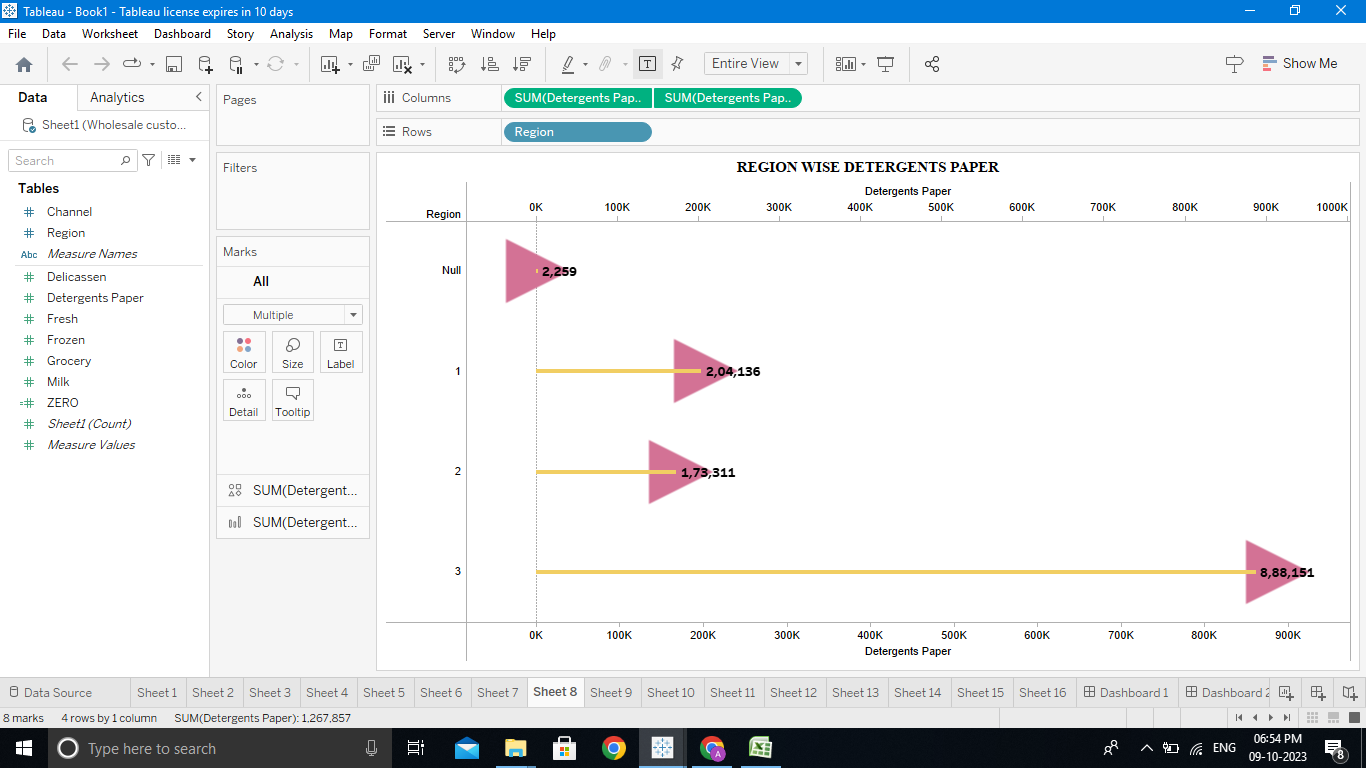 Tableau - Book1 - Tableau license expires in 10 days
File Data Worksheet Dashboard Story Analysis Map Format Server Window Help
Entire View
Show Me
Data Analytics
Sheet1 (Wholesale custo...
Search
Tables
Channel
Region
Abc Measure Names
Delicassen
Detergents Paper
Fresh
Frozen
Grocery
Milk
ZERO
Sheet1 (Count)
Measure Values
Pages
Filters
Marks
All
Multiple
Color Size Label
Detail Tooltip
SUM(Detergent...
SUM(Detergent...
Columns SUM(Detergents Pap.. SUM(Detergents Pap..
Rows Region
REGION WISE DETERGENTS PAPER
Detergents Paper
Region 0K 100K 200K 300K 400K 500K 600K 700K 800K 900K 1000K
Null 2,259
1 2,04,136
2 1,73,311
3 8,88,151
0K 100K 200K 300K 400K 500K 600K 700K 800K 900K
Detergents Paper
Data Source Sheet 1 Sheet 2 Sheet 3 Sheet 4 Sheet 5 Sheet 6 Sheet 7 Sheet 8 Sheet 9 Sheet 10 Sheet 11 Sheet 12 Sheet 13 Sheet 14 Sheet 15 Sheet 16 Dashboard 1 Dashboard 2
8 marks 4 rows by 1 column SUM(Detergents Paper): 1,267,857
Type here to search
ENG
06:54 PM
09-10-2023
8